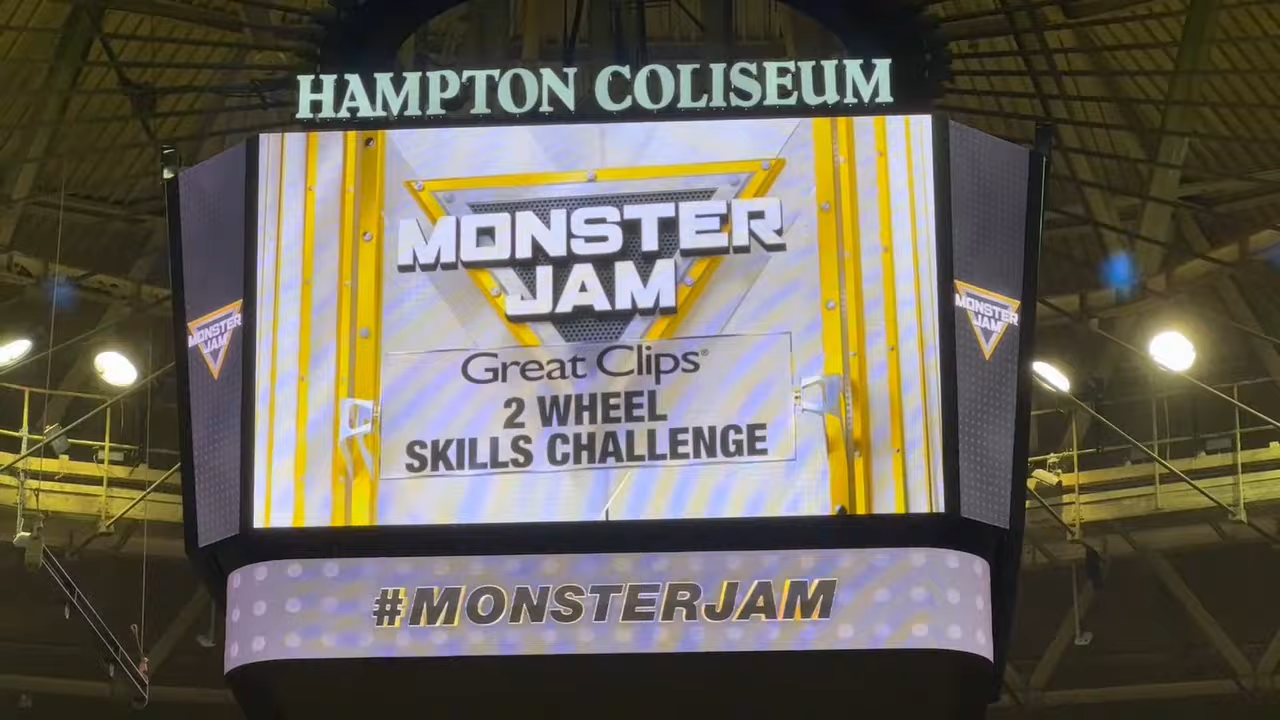 HAMPTON COLISEUM
MONSTER
JAM
Great Clips®
2 WHEEL
SKILLS CHALLENGE
MONSTER
JAM
MONSTER
JAM
#MONSTERJAM